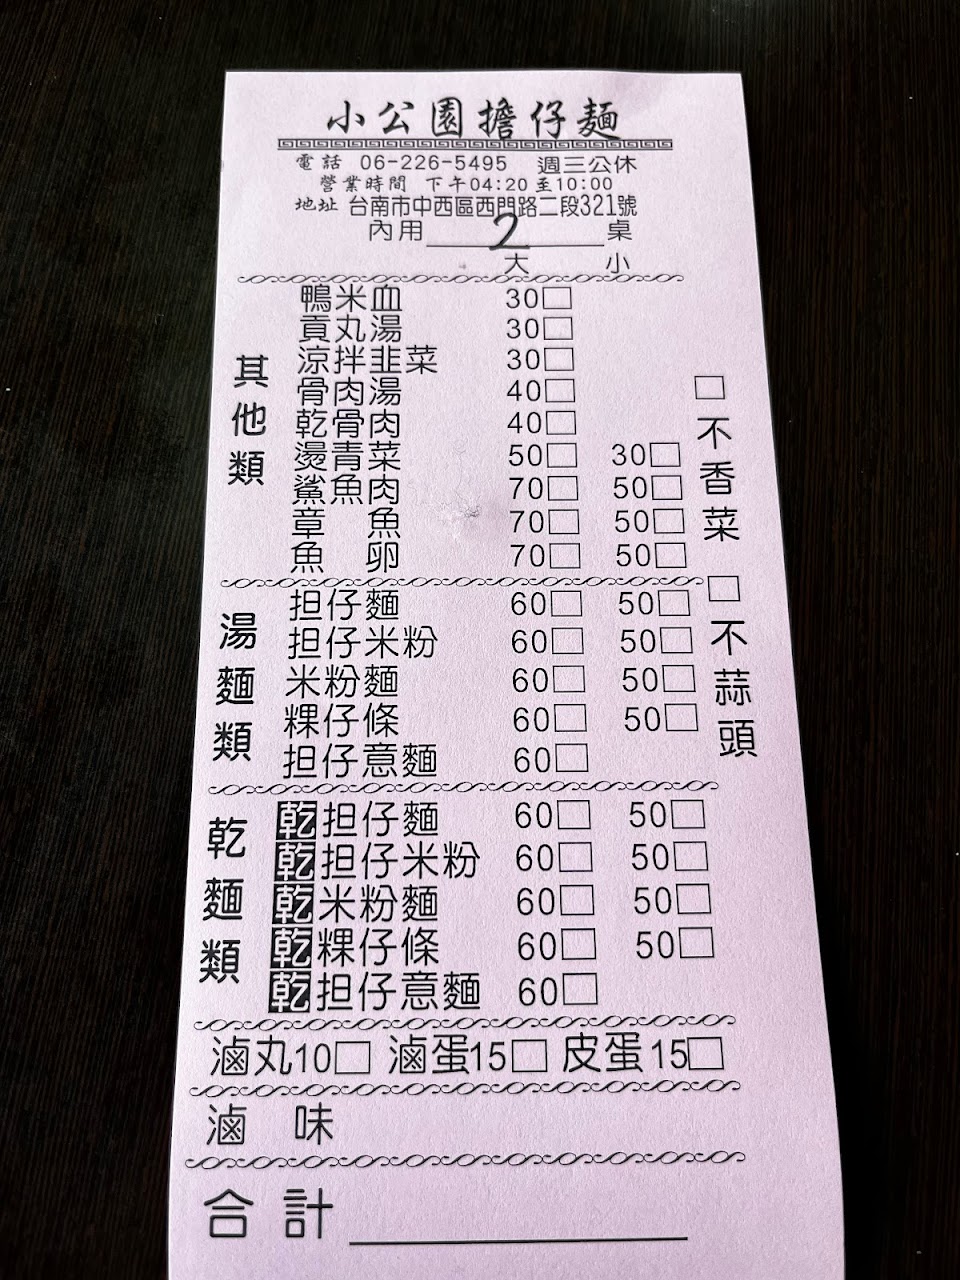 小公園擔仔麵
電話 06-226-5495 週三公休
營業時間 下午04:20至10:00
地址 台南市中西區西門路二段321號
內用 2 桌
大 小
其他類
鴨米血 30□
貢丸湯 30□
涼拌韭菜 30□
骨肉湯 40□
乾骨肉 40□
燙青菜 50□ 30□
鯊魚肉 70□ 50□
章魚 70□ 50□
魚卵 70□ 50□
□不香菜
湯麵類
担仔麵 60□ 50□
担仔米粉 60□ 50□
米粉麵 60□ 50□
粿仔條 60□ 50□
担仔意麵 60□
□不蒜頭
乾麵類
乾担仔麵 60□ 50□
乾担仔米粉 60□ 50□
乾米粉麵 60□ 50□
乾粿仔條 60□ 50□
乾担仔意麵 60□
滷丸10□ 滷蛋15□ 皮蛋15□
滷味
合計